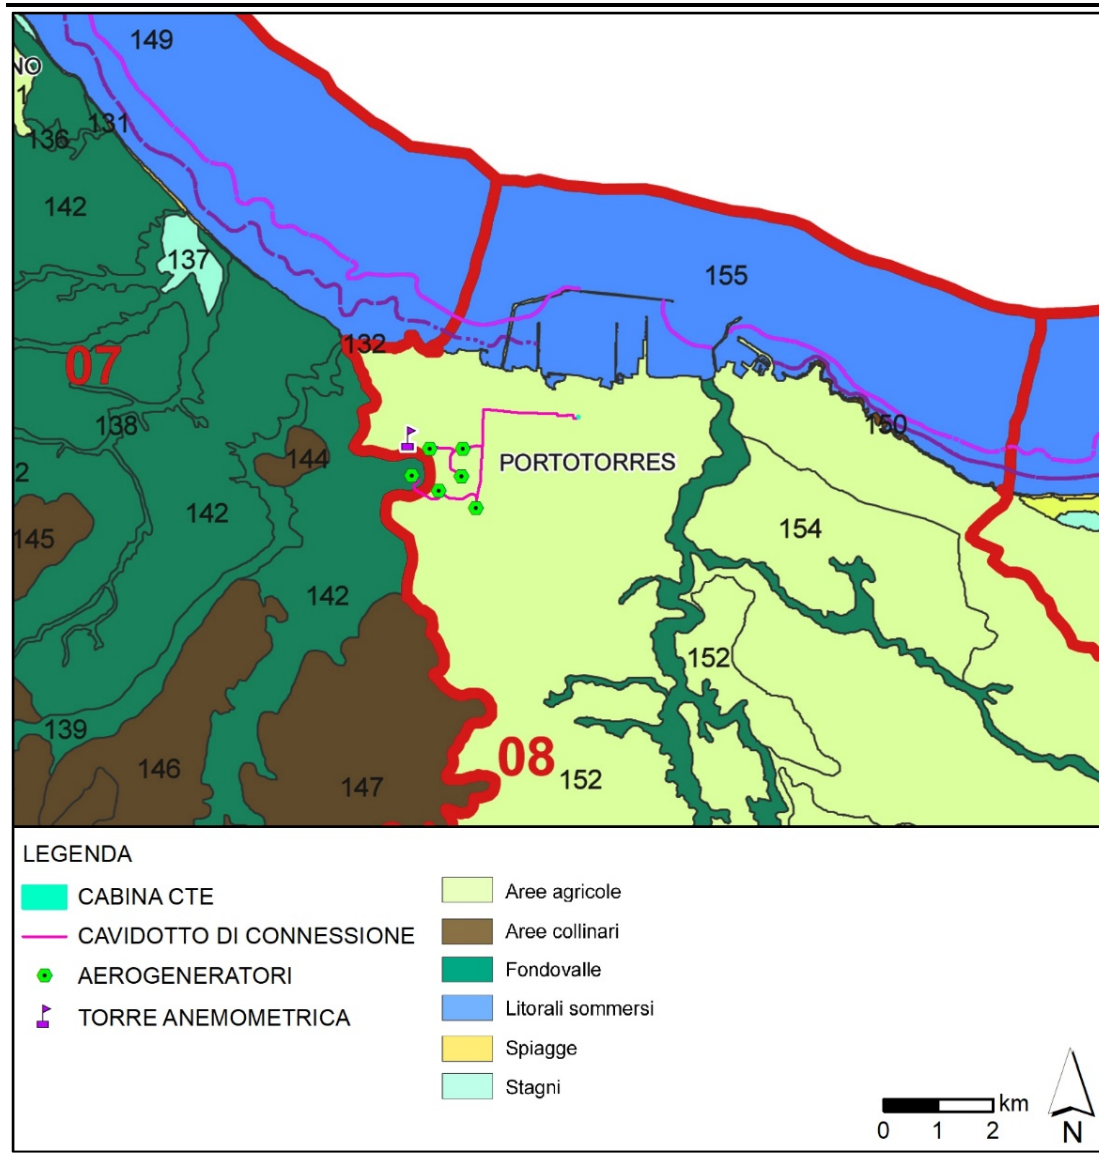 149
NO
1
131
136
142
137
155
132
07
150
138
144
PORTOTORRES
2
142
154
145
142
152
139
08
146
147
152
LEGENDA
CABINA CTE
CAVIDOTTO DI CONNESSIONE
AEROGENERATORI
TORRE ANEMOMETRICA
Aree agricole
Aree collinari
Fondovalle
Litorali sommersi
Spiagge
Stagni
km
0 1 2
N